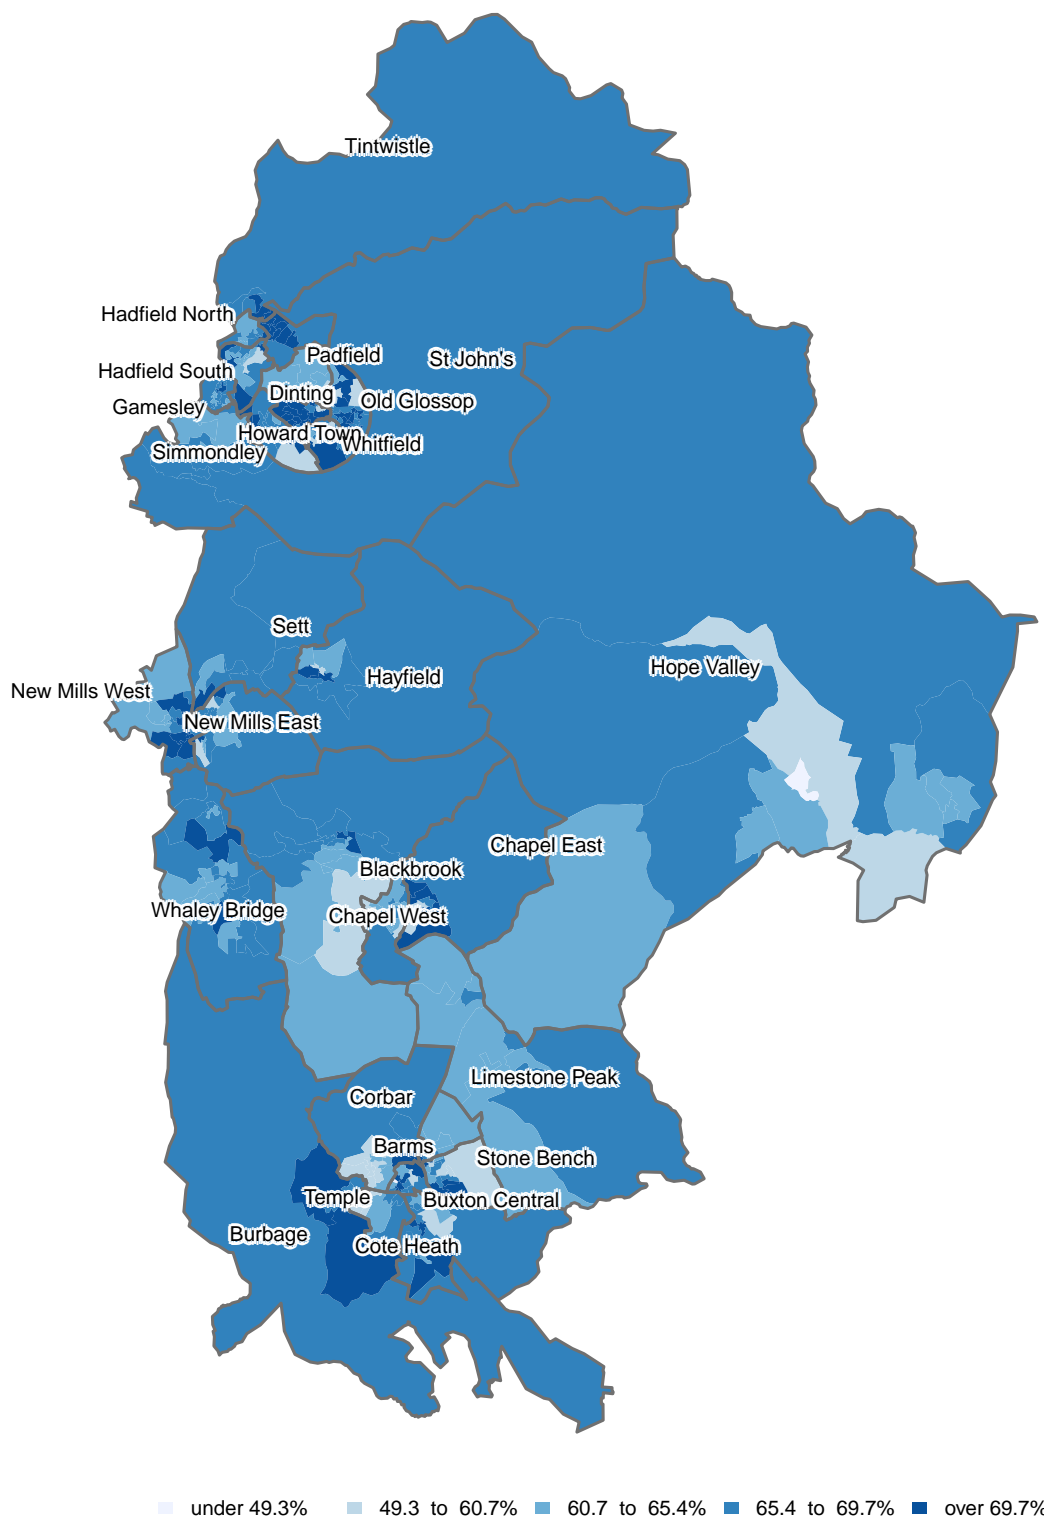 Tintwistle
Hadfield North
Padfield
St John's
Hadfield South
Dinting
Old Glossop
Gamesley
Howard Town
Whitfield
Simmondley
Sett
Hope Valley
Hayfield
New Mills West
New Mills East
Chapel East
Blackbrook
Whaley Bridge
Chapel West
Limestone Peak
Corbar
Barms
Stone Bench
Temple
Buxton Central
Burbage
Cote Heath
under 49.3% 49.3 to 60.7% 60.7 to 65.4% 65.4 to 69.7% over 69.7%